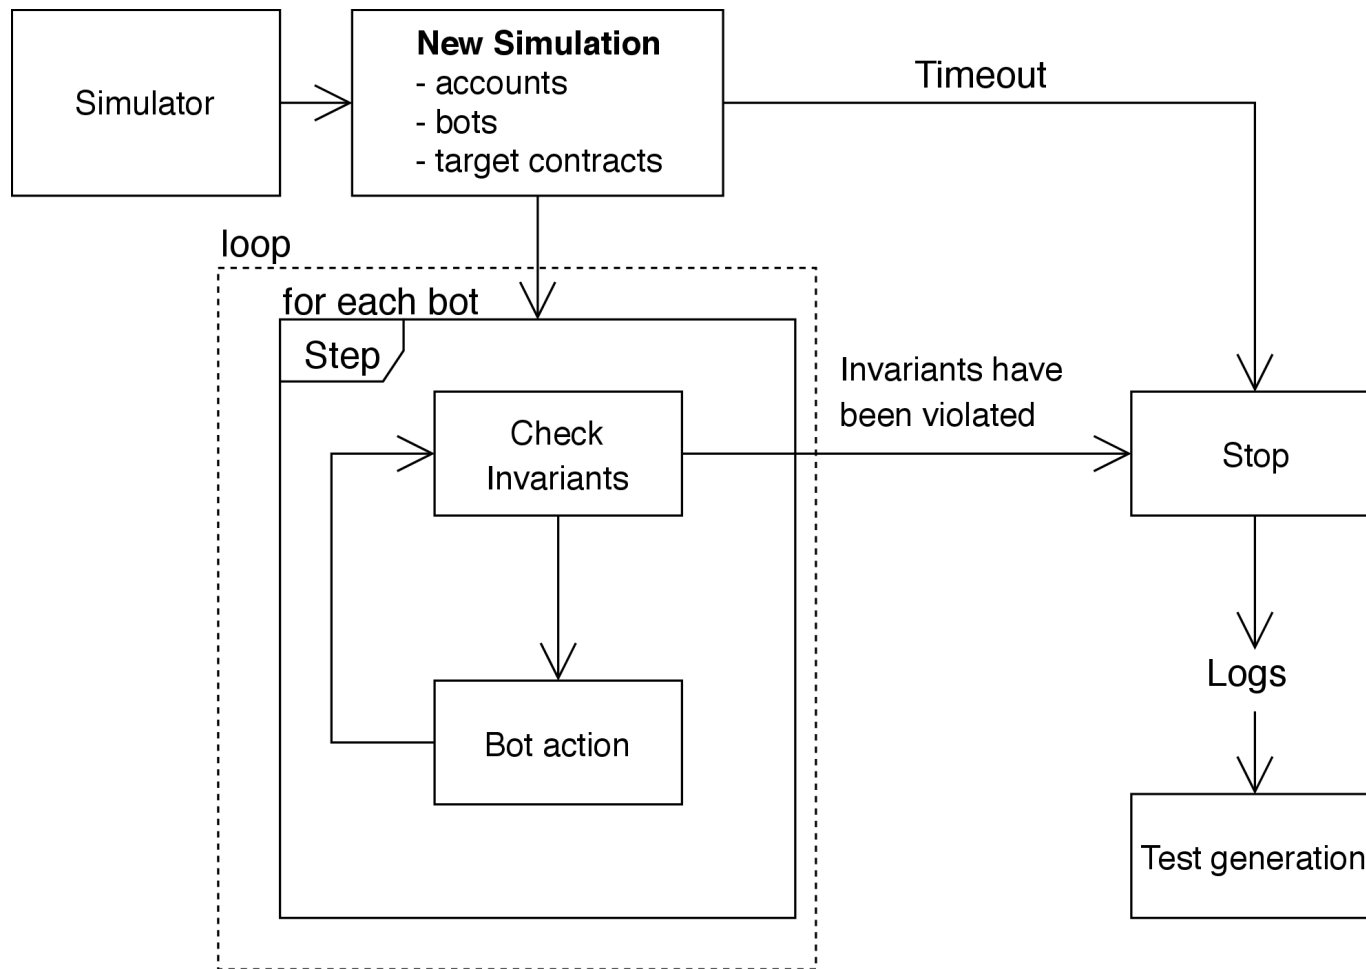 Simulator
New Simulation
- accounts
- bots
- target contracts
Timeout
loop
for each bot
Step
Check
Invariants
Invariants have
been violated
Stop
Bot action
Logs
Test generation